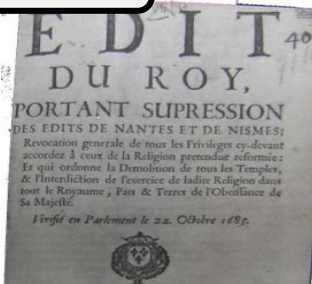 EDIT
40
DU ROY,
PORTANT SUPRESSION
DES EDITS DE NANTES ET DE NISMES;
Revocation generale de tous les Privileges cy-devant
accordez à ceux de la Religion pretenduë reformée:
Et qui ordonne la Demolition de tous les Temples,
& l'Interdiction de l'exercice de ladite Religion dans
tout le Royaume, Païs & Terres de l'Obeïssance de
Sa Majesté.
Verifié en Parlement le 22. Octobre 1685.